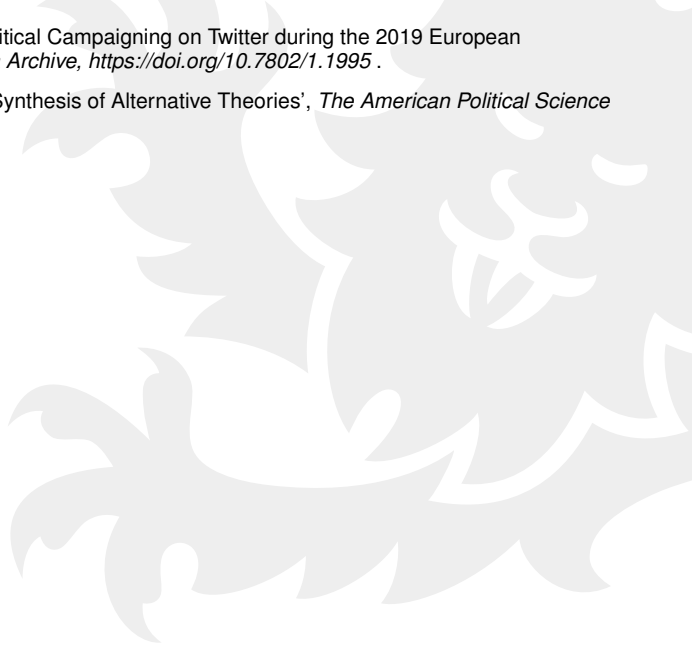 itical Campaigning on Twitter during the 2019 European
Archive, https://doi.org/10.7802/1.1995 .
Synthesis of Alternative Theories’, The American Political Science